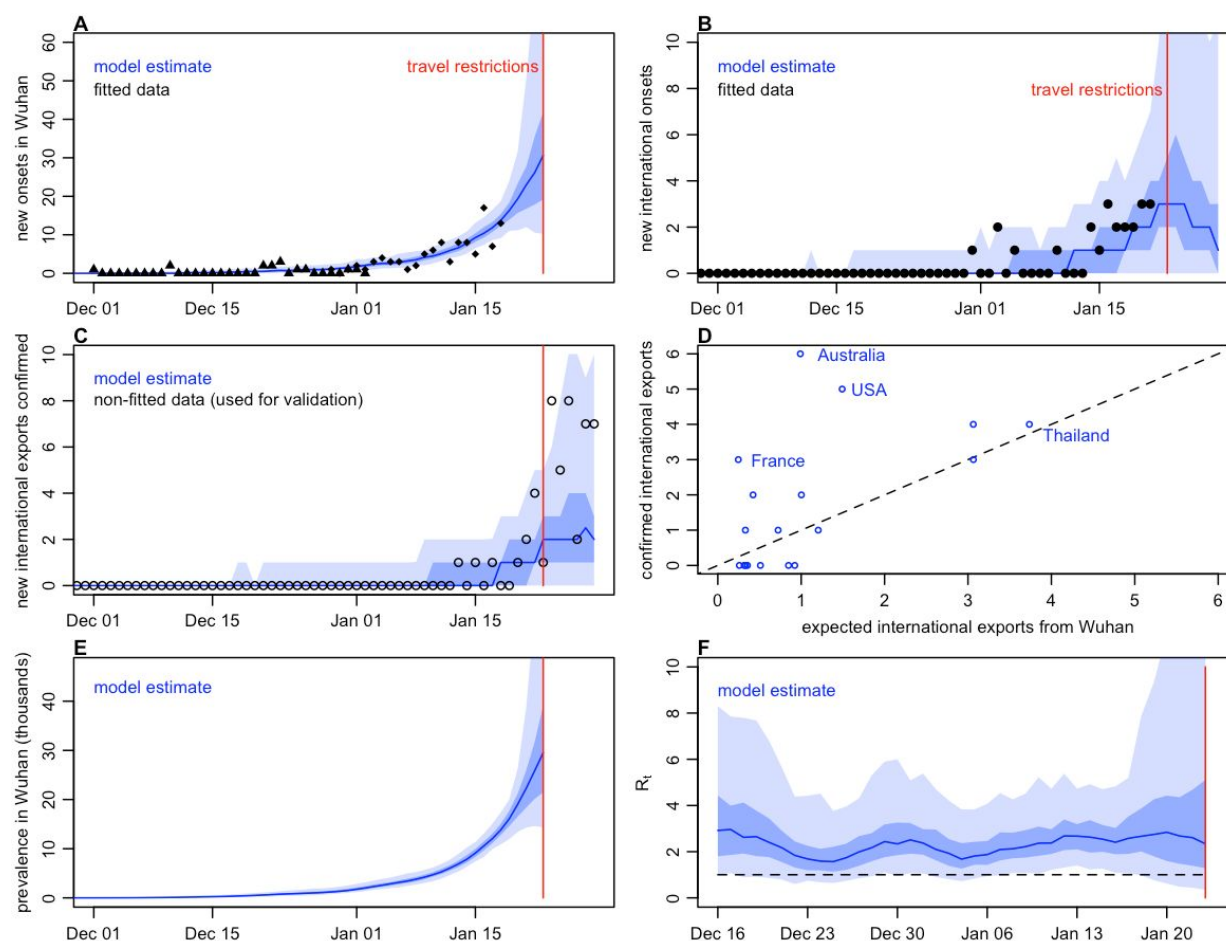 A
new onsets in Wuhan
60
50
40
30
20
10
0
model estimate
fitted data
travel restrictions
Dec 01 Dec 15 Jan 01 Jan 15
B
new international onsets
10
8
6
4
2
0
model estimate
fitted data
travel restrictions
Dec 01 Dec 15 Jan 01 Jan 15
C
new international exports confirmed
10
8
6
4
2
0
model estimate
non-fitted data (used for validation)
Dec 01 Dec 15 Jan 01 Jan 15
D
confirmed international exports
6
5
4
3
2
1
0
Australia
USA
Thailand
France
0 1 2 3 4 5 6
expected international exports from Wuhan
E
prevalence in Wuhan (thousands)
40
30
20
10
0
model estimate
Dec 01 Dec 15 Jan 01 Jan 15
F
Rt
10
8
6
4
2
0
model estimate
Dec 16 Dec 23 Dec 30 Jan 06 Jan 13 Jan 20